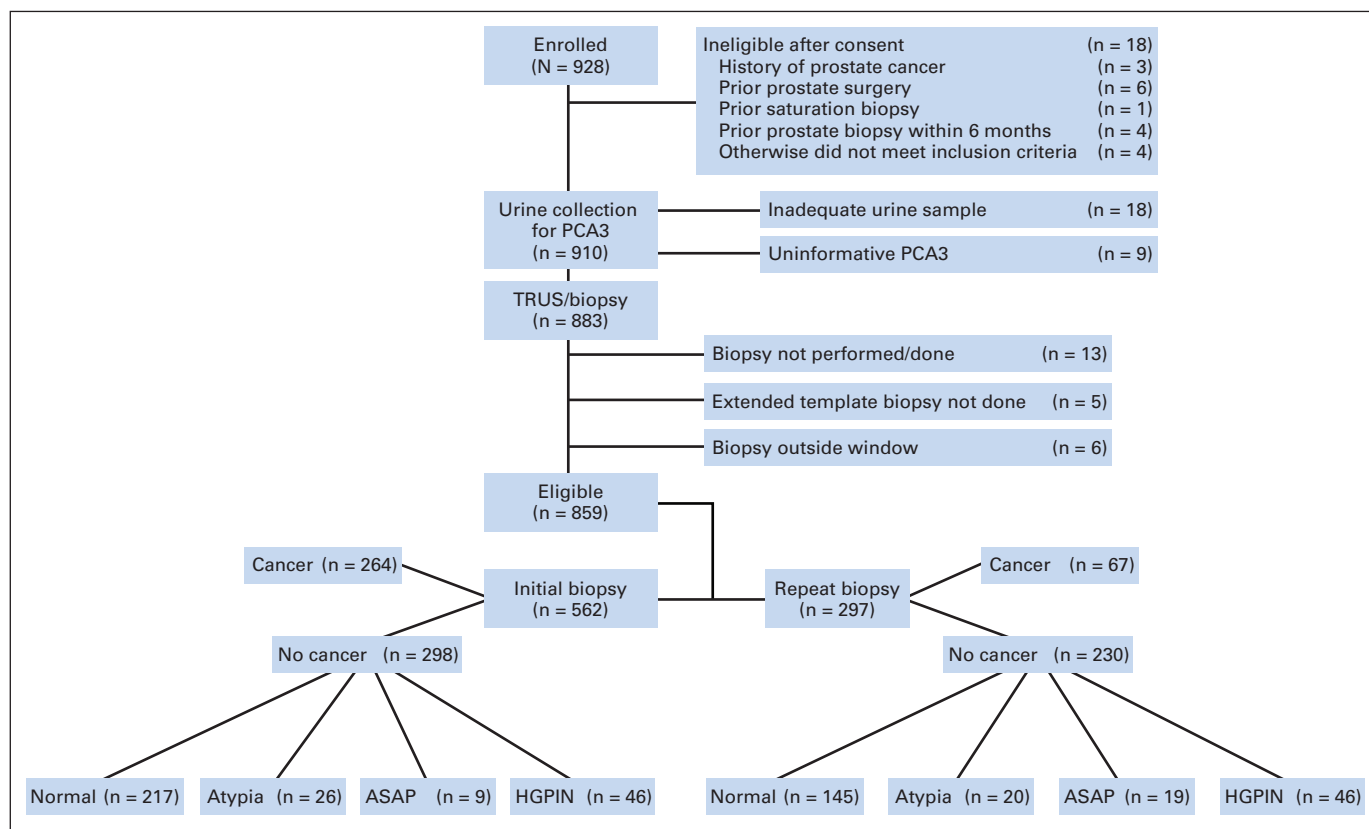 Enrolled
(N = 928)
Ineligible after consent (n = 18)
History of prostate cancer (n = 3)
Prior prostate surgery (n = 6)
Prior saturation biopsy (n = 1)
Prior prostate biopsy within 6 months (n = 4)
Otherwise did not meet inclusion criteria (n = 4)
Urine collection
for PCA3
(n = 910)
Inadequate urine sample (n = 18)
Uninformative PCA3 (n = 9)
TRUS/biopsy
(n = 883)
Biopsy not performed/done (n = 13)
Extended template biopsy not done (n = 5)
Biopsy outside window (n = 6)
Eligible
(n = 859)
Cancer (n = 264)
Initial biopsy
(n = 562)
Repeat biopsy
(n = 297)
Cancer (n = 67)
No cancer (n = 298)
No cancer (n = 230)
Normal (n = 217)
Atypia (n = 26)
ASAP (n = 9)
HGPIN (n = 46)
Normal (n = 145)
Atypia (n = 20)
ASAP (n = 19)
HGPIN (n = 46)